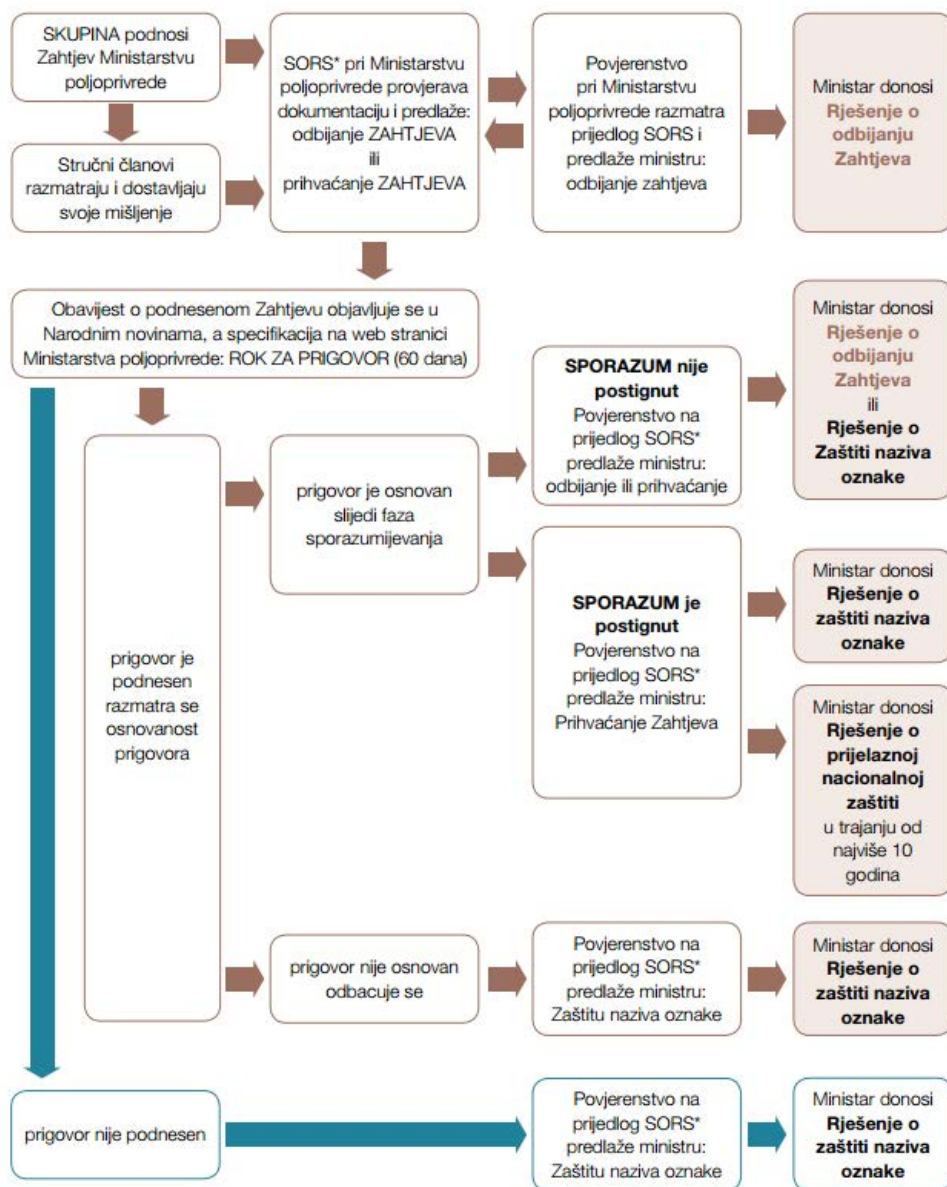 SKUPINA podnosi
Zahtjev Ministarstvu
poljoprivrede
SORS* pri Ministarstvu
poljoprivrede provjerava
dokumentaciju i predlaže:
odbijanje ZAHTJEVA
ili
prihvaćanje ZAHTJEVA
Povjerenstvo
pri Ministarstvu
poljoprivrede razmatra
prijedlog SORS i
predlaže ministru:
odbijanje zahtjeva
Ministar donosi
Rješenje o
odbijanju
Zahtjeva
Stručni članovi
razmatraju i dostavljaju
svoje mišljenje
Obavijest o podnesenom Zahtjevu objavljuje se u
Narodnim novinama, a specifikacija na web stranici
Ministarstva poljoprivrede: ROK ZA PRIGOVOR (60 dana)
prigovor je
podnesen
razmatra se
osnovanost
prigovora
prigovor je osnovan
slijedi faza
sporazumijevanja
SPORAZUM nije
postignut
Povjerenstvo na
prijedlog SORS*
predlaže ministru:
odbijanje ili prihvaćanje
Ministar donosi
Rješenje o
odbijanju
Zahtjeva
ili
Rješenje o
Zaštiti naziva
oznake
SPORAZUM je
postignut
Povjerenstvo na
prijedlog SORS*
predlaže ministru:
Prihvaćanje Zahtjeva
Ministar donosi
Rješenje o
zaštiti naziva
oznake
Ministar donosi
Rješenje o
prijelaznoj
nacionalnoj
zaštiti
u trajanju od
najviše 10
godina
prigovor nije osnovan
odbacuje se
Povjerenstvo na
prijedlog SORS*
predlaže ministru:
Zaštitu naziva oznake
Ministar donosi
Rješenje o
zaštiti naziva
oznake
prigovor nije podnesen
Povjerenstvo na
prijedlog SORS*
predlaže ministru:
Zaštitu naziva oznake
Ministar donosi
Rješenje o
zaštiti naziva
oznake